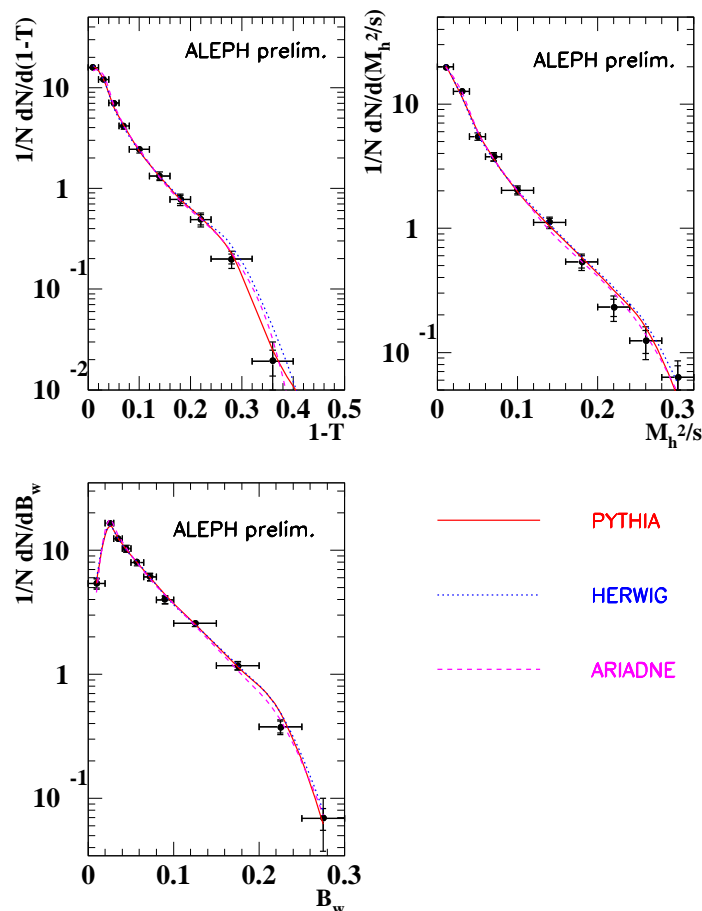 ALEPH prelim.
1/N dN/d(1-T)
10
1
10^-1
10^-2
0 0.1 0.2 0.3 0.4 0.5
1-T
ALEPH prelim.
1/N dN/d(M_h^2/s)
10
1
10^-1
0 0.1 0.2 0.3
M_h^2/s
ALEPH prelim.
1/N dN/dB_w
10
1
10^-1
0 0.1 0.2 0.3
B_w
PYTHIA
HERWIG
ARIADNE